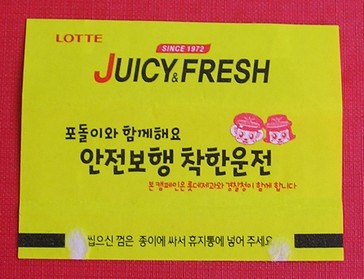 LOTTE
SINCE 1972
JUICY&FRESH
포돌이와 함께해요
안전보행 착한운전
본 캠페인은 롯데제과와 경찰청이 함께 합니다
씹으신 껌은 종이에 싸서 휴지통에 넣어 주세요